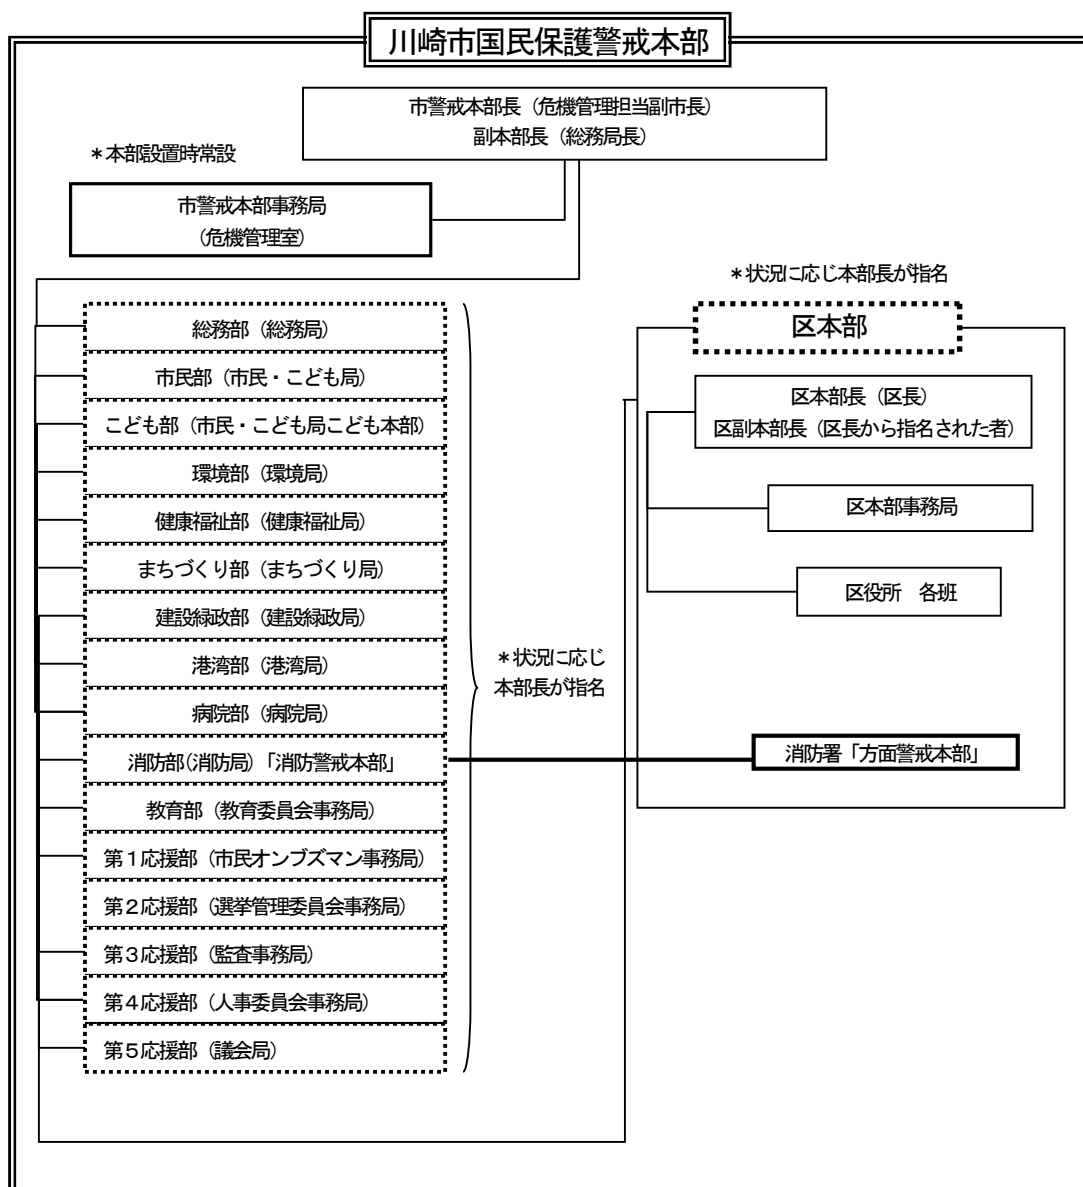 川崎市国民保護警戒本部
市警戒本部長（危機管理担当副市長）
副本部長（総務局長）
＊本部設置時常設
市警戒本部事務局
（危機管理室）
＊状況に応じ本部長が指名
総務部（総務局）
市民部（市民・こども局）
こども部（市民・こども局こども本部）
環境部（環境局）
健康福祉部（健康福祉局）
まちづくり部（まちづくり局）
建設緑政部（建設緑政局）
港湾部（港湾局）
病院部（病院局）
消防部(消防局)「消防警戒本部」
教育部（教育委員会事務局）
第１応援部（市民オンブズマン事務局）
第２応援部（選挙管理委員会事務局）
第３応援部（監査事務局）
第４応援部（人事委員会事務局）
第５応援部（議会局）
＊状況に応じ
本部長が指名
区本部
区本部長（区長）
区副本部長（区長から指名された者）
区本部事務局
区役所　各班
消防署「方面警戒本部」